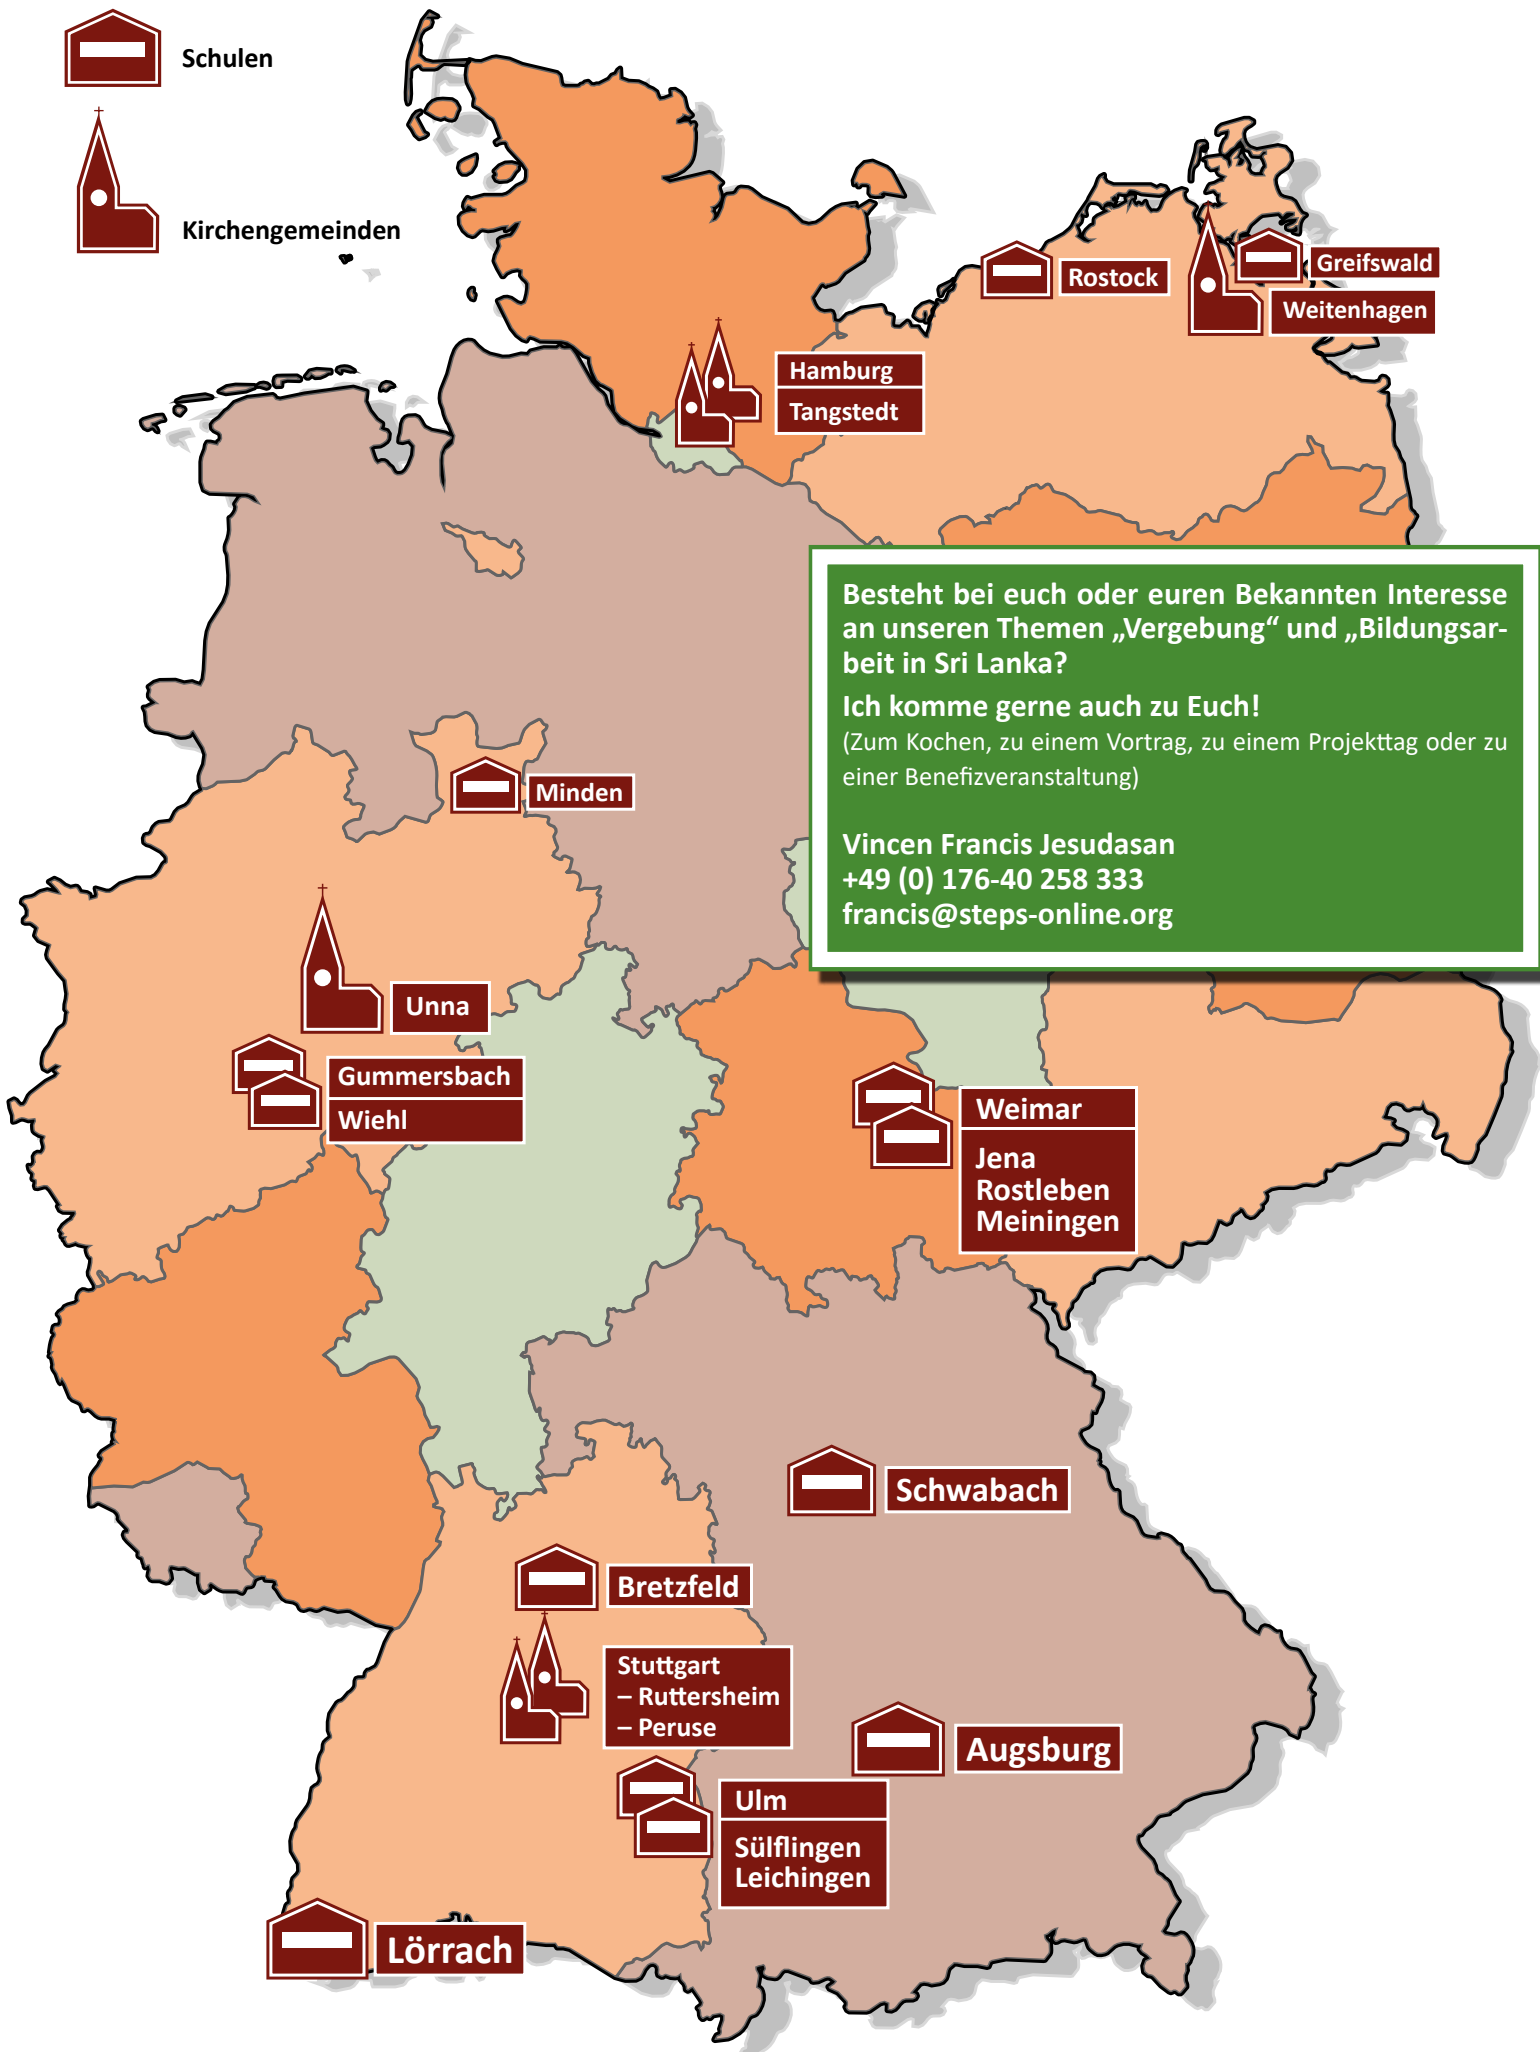 Schulen
Kirchengemeinden
Rostock
Greifswald
Weitenhagen
Hamburg
Tangstedt
Besteht bei euch oder euren Bekannten Interesse
an unseren Themen „Vergebung“ und „Bildungsar-
beit in Sri Lanka?
Ich komme gerne auch zu Euch!
(Zum Kochen, zu einem Vortrag, zu einem Projekttag oder zu
einer Benefizveranstaltung)
Vincen Francis Jesudasan
+49 (0) 176-40 258 333
francis@steps-online.org
Minden
Unna
Gummersbach
Wiehl
Weimar
Jena
Rostleben
Meiningen
Schwabach
Bretzfeld
Stuttgart
– Ruttersheim
– Peruse
Augsburg
Ulm
Sülflingen
Leichingen
Lörrach